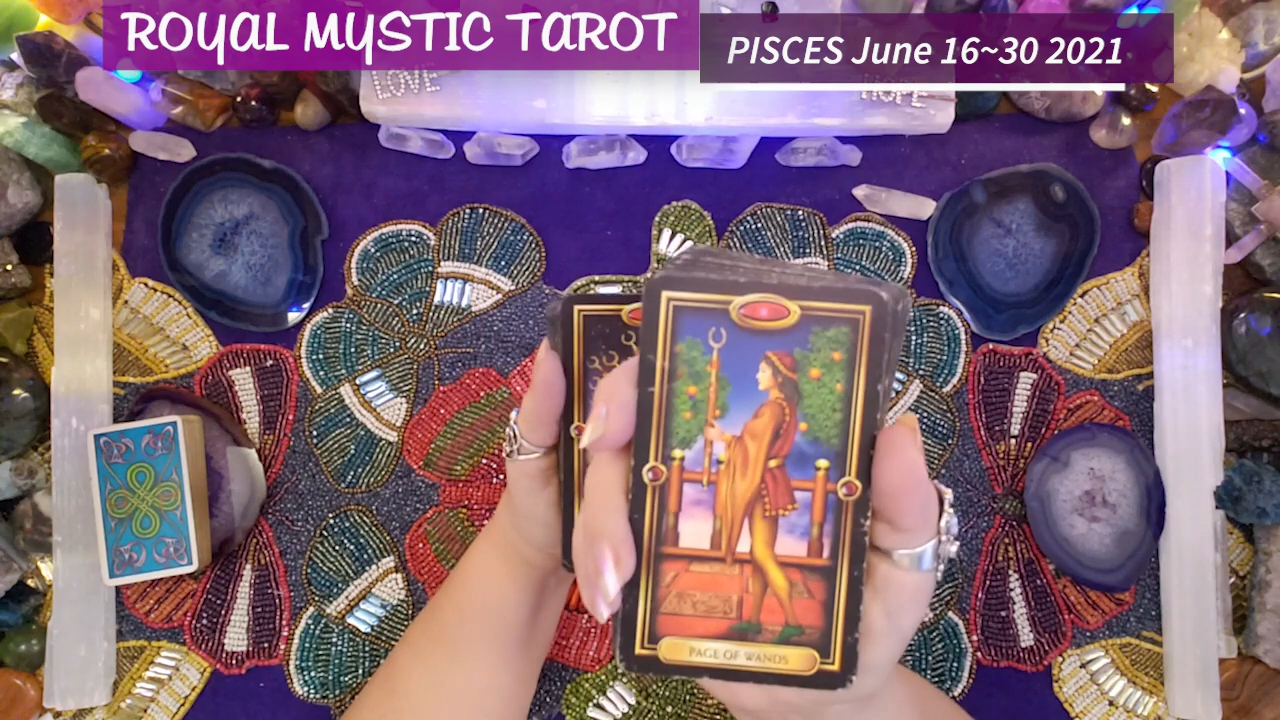 ROYAL MYSTIC TAROT
PISCES June 16~30 2021
LOVE
HOPE
PAGE OF WANDS